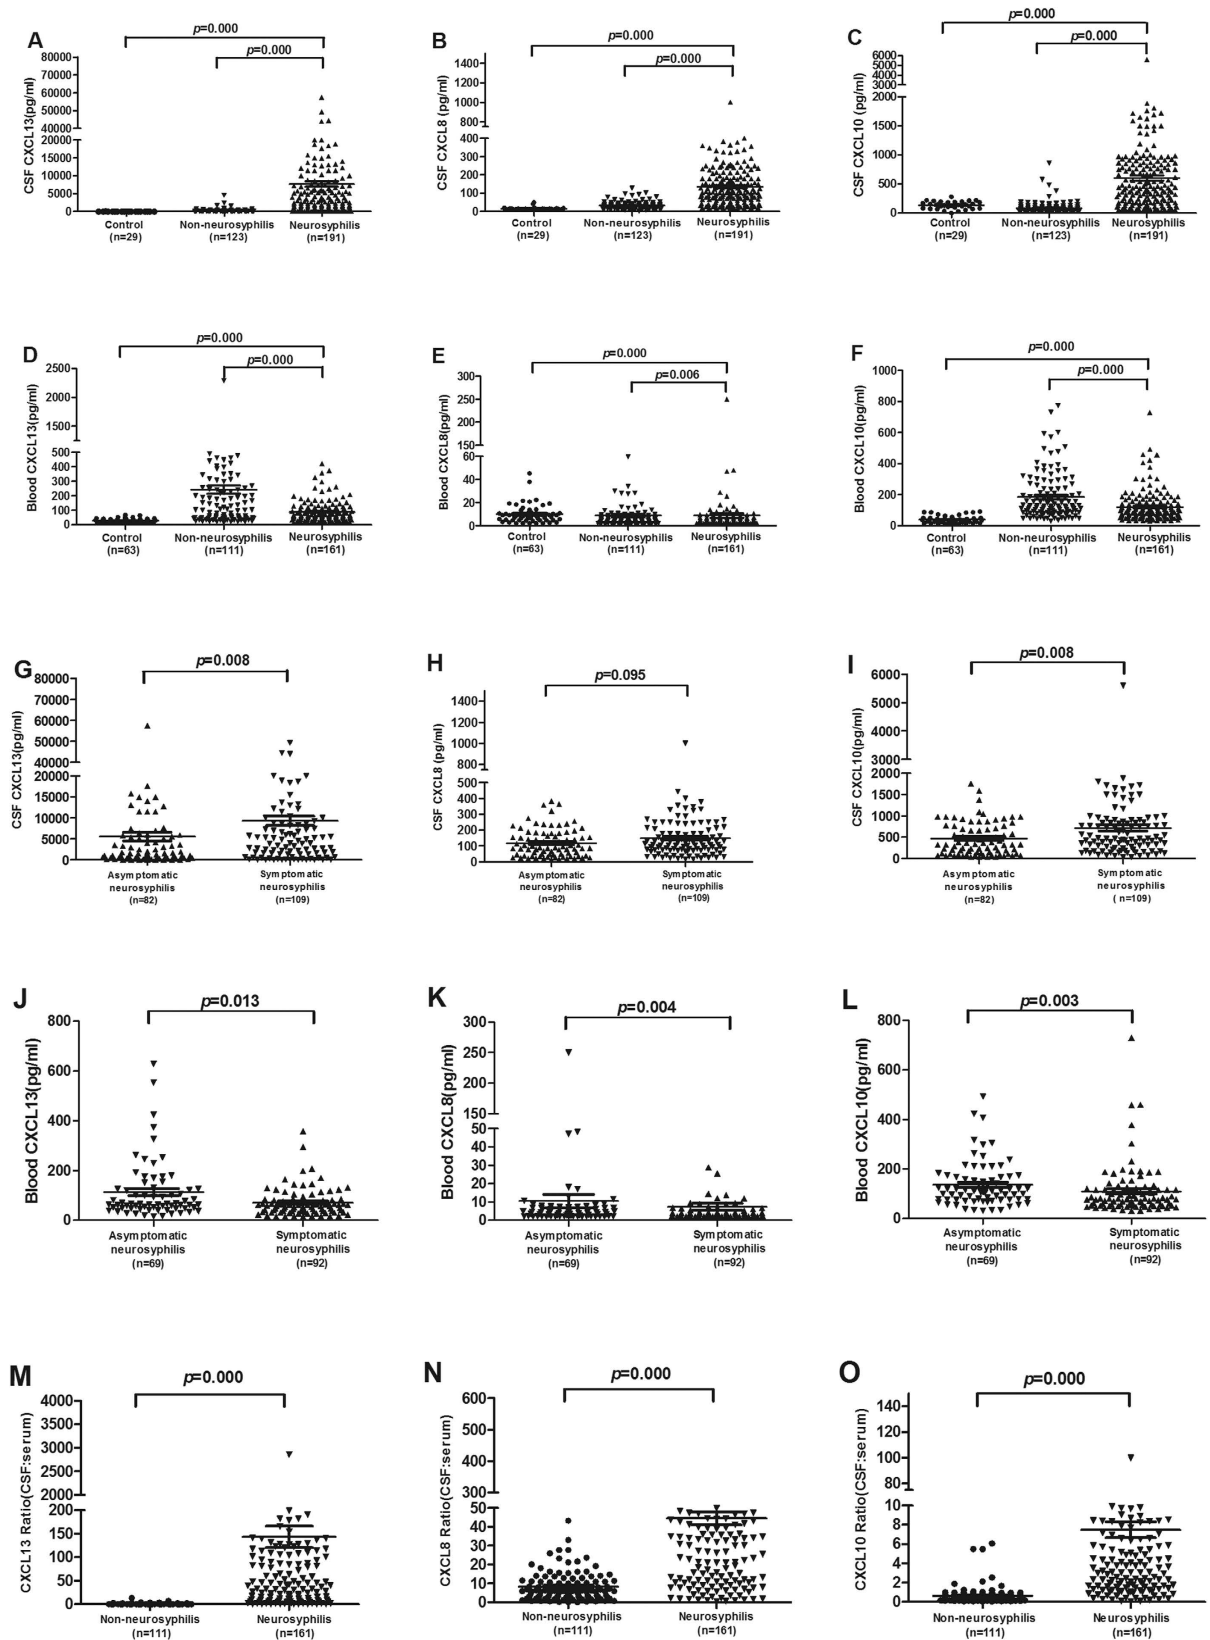 A
p=0.000
p=0.000
CSF CXCL13(pg/ml)
80000
70000
60000
50000
40000
20000
15000
10000
5000
0
Control
(n=29)
Non-neurosyphilis
(n=123)
Neurosyphilis
(n=191)
B
p=0.000
p=0.000
CSF CXCL8 (pg/ml)
1400
1200
1000
800
400
300
200
100
0
Control
(n=29)
Non-neurosyphilis
(n=123)
Neurosyphilis
(n=191)
C
p=0.000
p=0.000
CSF CXCL10 (pg/ml)
6000
5000
4000
3000
2000
1500
1000
500
0
Control
(n=29)
Non-neurosyphilis
(n=123)
Neurosyphilis
(n=191)
D
p=0.000
p=0.000
Blood CXCL13(pg/ml)
2500
2000
1500
500
400
300
200
100
0
Control
(n=63)
Non-neurosyphilis
(n=111)
Neurosyphilis
(n=161)
E
p=0.000
p=0.006
Blood CXCL8(pg/ml)
300
250
200
150
60
40
20
0
Control
(n=63)
Non-neurosyphilis
(n=111)
Neurosyphilis
(n=161)
F
p=0.000
p=0.000
Blood CXCL10(pg/ml)
1000
800
600
400
200
0
Control
(n=63)
Non-neurosyphilis
(n=111)
Neurosyphilis
(n=161)
G
p=0.008
CSF CXCL13(pg/ml)
80000
70000
60000
50000
40000
20000
15000
10000
5000
0
Asymptomatic
neurosyphilis
(n=82)
Symptomatic
neurosyphilis
(n=109)
H
p=0.095
CSF CXCL8 (pg/ml)
1400
1200
1000
800
500
400
300
200
100
0
Asymptomatic
neurosyphilis
(n=82)
Symptomatic
neurosyphilis
(n=109)
I
p=0.008
CSF CXCL10(pg/ml)
6000
5000
4000
3000
2000
1500
1000
500
0
Asymptomatic
neurosyphilis
(n=82)
Symptomatic
neurosyphilis
( n=109)
J
p=0.013
Blood CXCL13(pg/ml)
800
600
400
200
0
Asymptomatic
neurosyphilis
(n=69)
Symptomatic
neurosyphilis
(n=92)
K
p=0.004
Blood CXCL8(pg/ml)
300
250
200
150
50
40
30
20
10
0
Asymptomatic
neurosyphilis
(n=69)
Symptomatic
neurosyphilis
(n=92)
L
p=0.003
Blood CXCL10(pg/ml)
800
600
400
200
0
Asymptomatic
neurosyphilis
(n=69)
Symptomatic
neurosyphilis
(n=92)
M
p=0.000
CXCL13 Ratio(CSF:serum)
4000
3500
3000
2500
2000
200
150
100
50
0
Non-neurosyphilis
(n=111)
Neurosyphilis
(n=161)
N
p=0.000
CXCL8 Ratio(CSF:serum)
600
500
400
300
50
40
30
20
10
0
Non-neurosyphilis
(n=111)
Neurosyphilis
(n=161)
O
p=0.000
CXCL10 Ratio(CSF:serum)
140
120
100
80
10
8
6
4
2
0
Non-neurosyphilis
(n=111)
Neurosyphilis
(n=161)